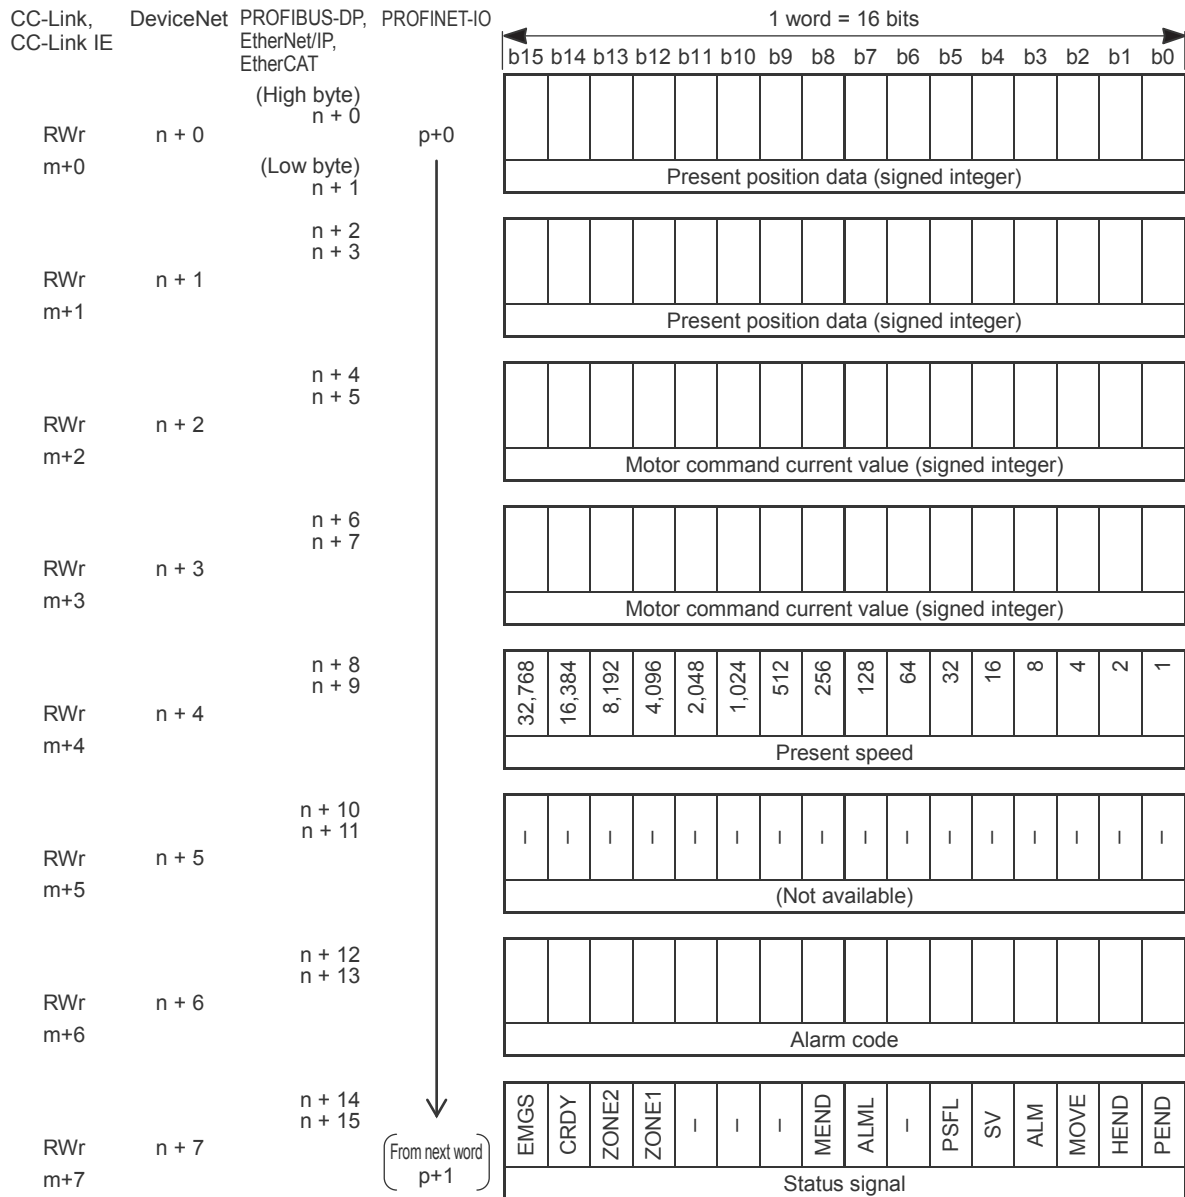 CC-Link, DeviceNet PROFIBUS-DP, PROFINET-IO 1 word = 16 bits
CC-Link IE EtherNet/IP,
EtherCAT b15 b14 b13 b12 b11 b10 b9 b8 b7 b6 b5 b4 b3 b2 b1 b0
(High byte)
n + 0
RWr n + 0 p+0
m+0 (Low byte)
n + 1
Present position data (signed integer)
n + 2
n + 3
RWr n + 1
m+1
Present position data (signed integer)
n + 4
n + 5
RWr n + 2
m+2
Motor command current value (signed integer)
n + 6
n + 7
RWr n + 3
m+3
Motor command current value (signed integer)
n + 8
n + 9
32,768 16,384 8,192 4,096 2,048 1,024 512 256 128 64 32 16 8 4 2 1
RWr n + 4
m+4
Present speed
n + 10
n + 11
– – – – – – – – – – – – – – – –
RWr n + 5
m+5
(Not available)
n + 12
n + 13
RWr n + 6
m+6
Alarm code
n + 14
n + 15
EMGS CRDY ZONE2 ZONE1 – – – MEND ALML – PSFL SV ALM MOVE HEND PEND
RWr n + 7 (From next word
m+7 p+1)
Status signal